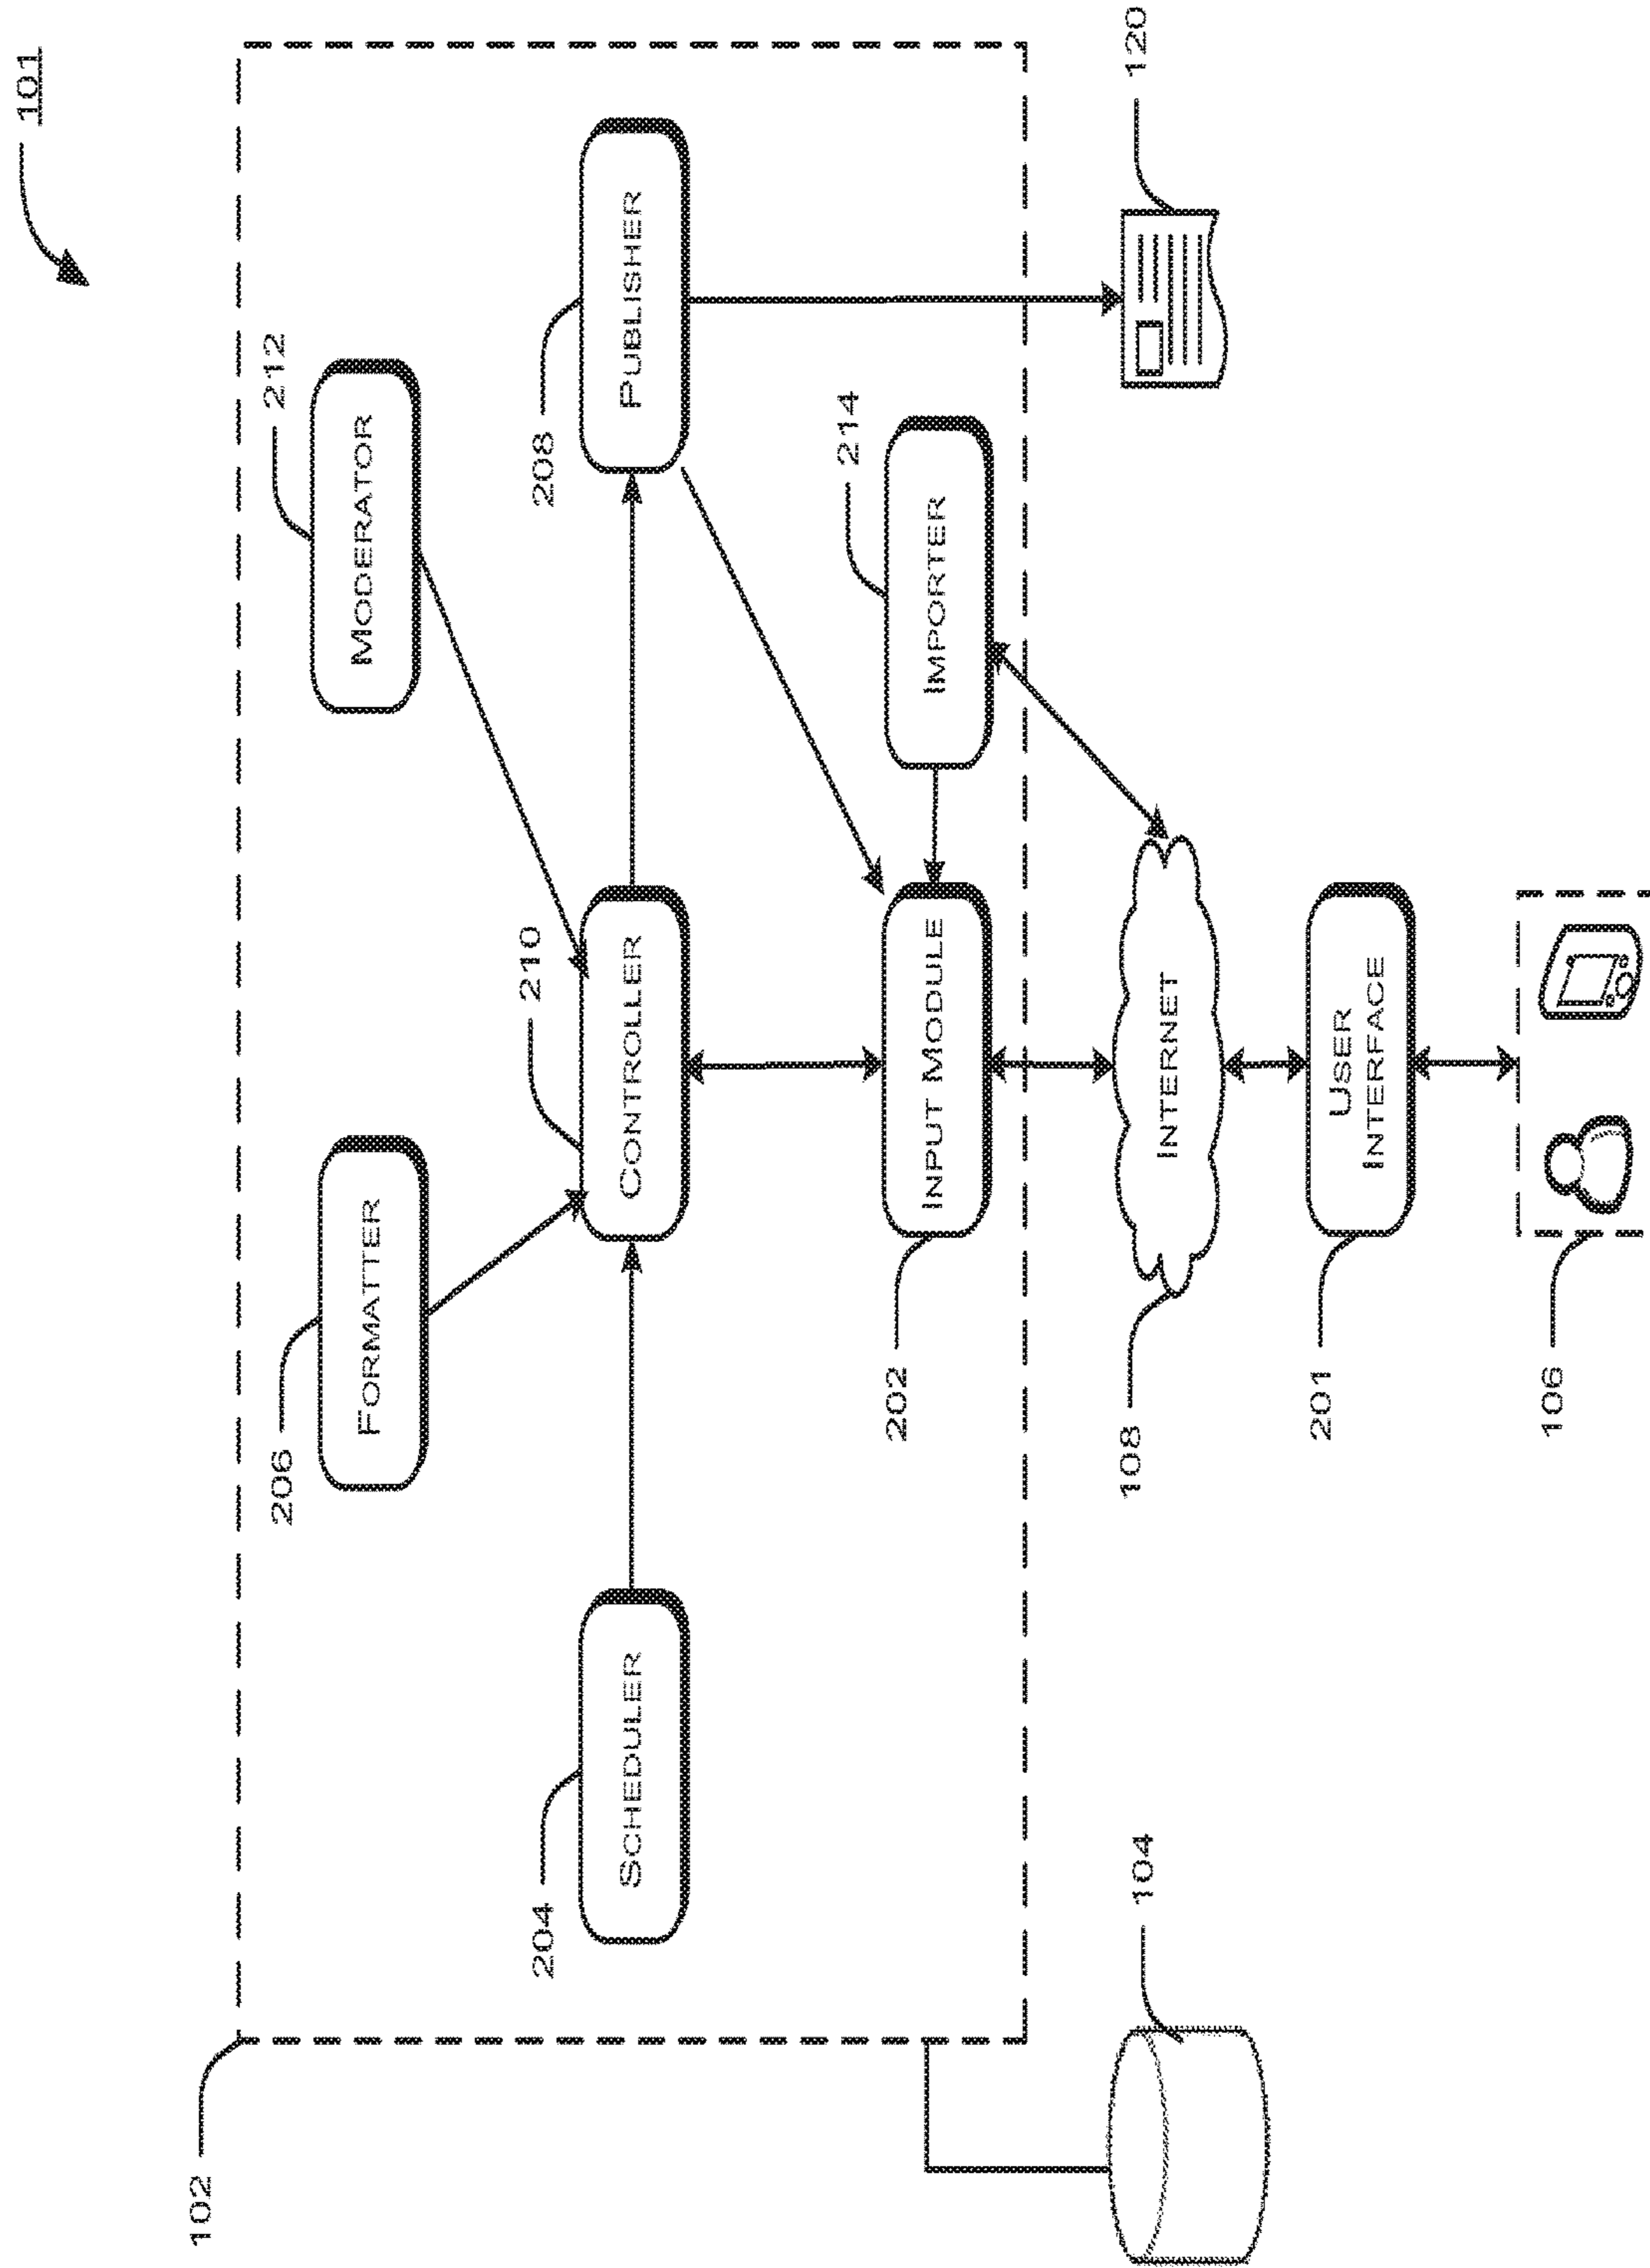 101
102
212
MODERATOR
206
FORMATTER
208
PUBLISHER
210
CONTROLLER
204
SCHEDULER
214
IMPORTER
202
INPUT MODULE
120
104
108
INTERNET
201
USER
INTERFACE
106